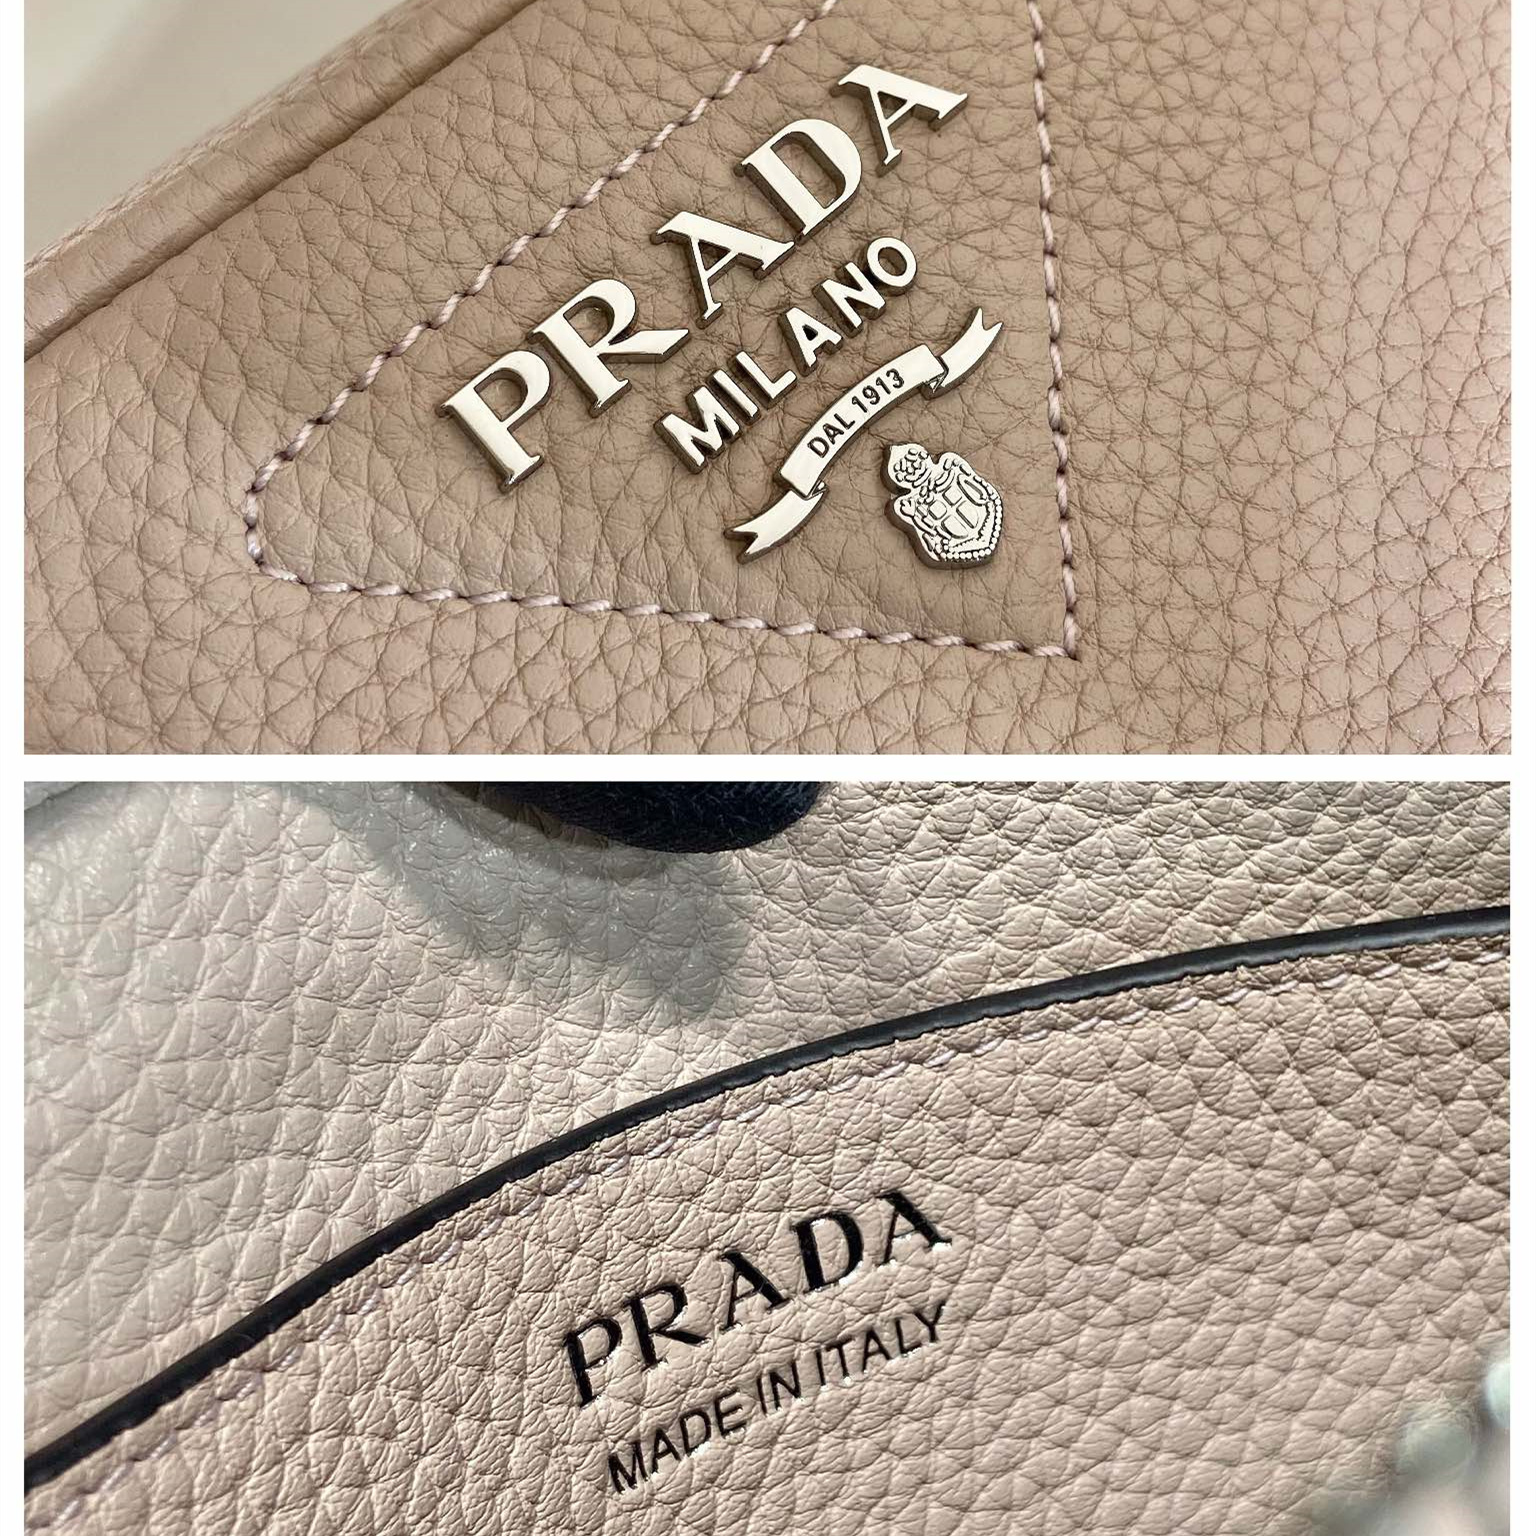 PRADA
MILANO
DAL 1913
PRADA
MADE IN ITALY